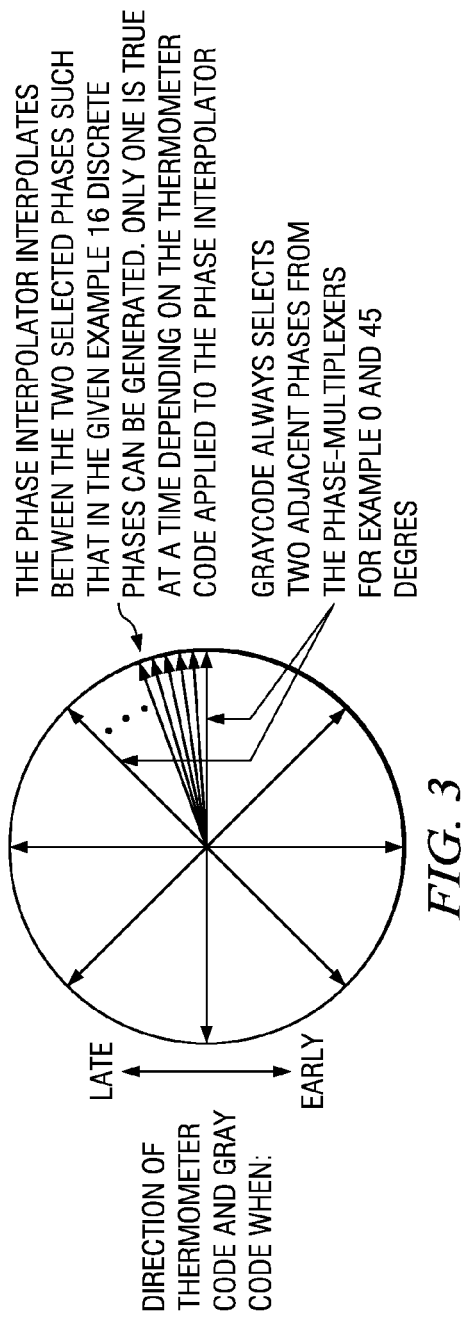 THE PHASE INTERPOLATOR INTERPOLATES
BETWEEN THE TWO SELECTED PHASES SUCH
THAT IN THE GIVEN EXAMPLE 16 DISCRETE
PHASES CAN BE GENERATED. ONLY ONE IS TRUE
AT A TIME DEPENDING ON THE THERMOMETER
CODE APPLIED TO THE PHASE INTERPOLATOR
GRAYCODE ALWAYS SELECTS
TWO ADJACENT PHASES FROM
THE PHASE-MULTIPLEXERS
FOR EXAMPLE 0 AND 45
DEGRES
LATE
EARLY
DIRECTION OF
THERMOMETER
CODE AND GRAY
CODE WHEN:
FIG. 3